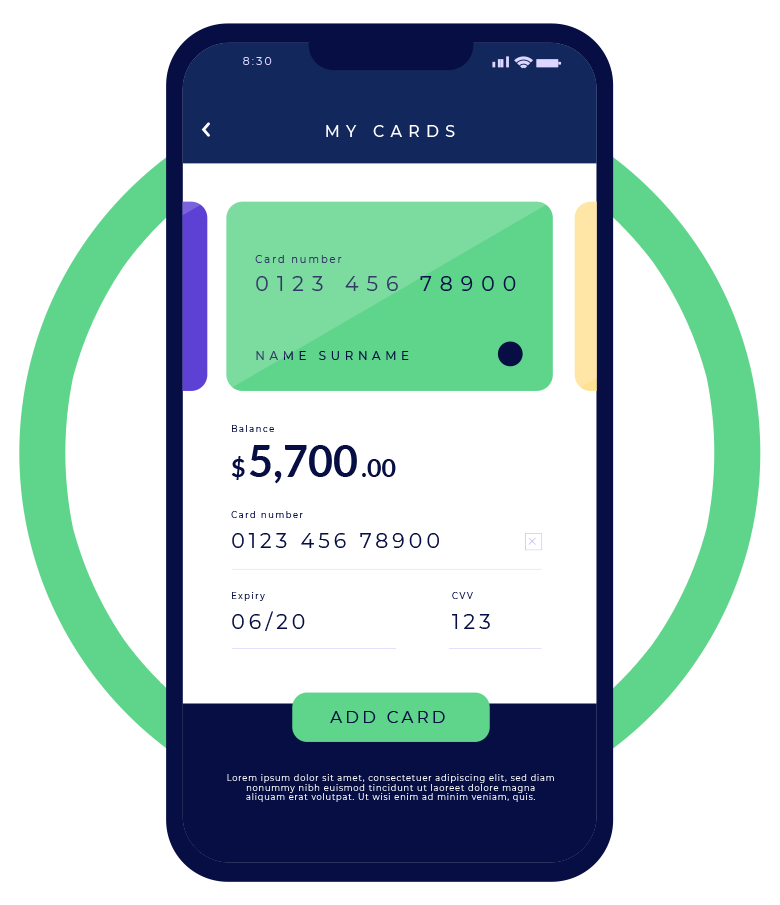 8:30
MY CARDS
Card number
0123 456 78900
NAME SURNAME
Balance
$5,700.00
Card number
0123 456 78900
Expiry
CVV
06/20
123
ADD CARD
Lorem ipsum dolor sit amet, consectetuer adipiscing elit, sed diam
nonummy nibh euismod tincidunt ut laoreet dolore magna
aliquam erat volutpat. Ut wisi enim ad minim veniam, quis.